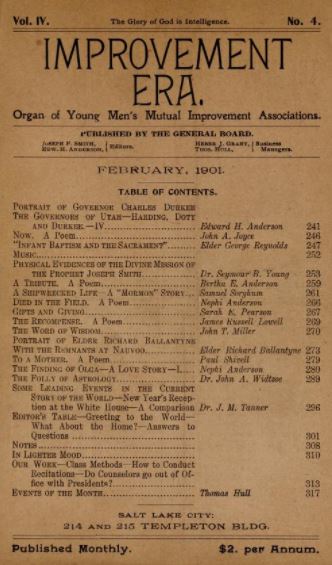 Vol. IV. The Glory of God is Intelligence. No. 4.
IMPROVEMENT
ERA.
Organ of Young Men's Mutual Improvement Associations.
PUBLISHED BY THE GENERAL BOARD.
JOSEPH F. SMITH, EDW. H. ANDERSON, } Editors. HEBER J. GRANT, THOS. HULL, } Business Managers.
FEBRUARY, 1901.
TABLE OF CONTENTS.
PORTRAIT OF GOVERNOR CHARLES DURKEE
THE GOVERNORS OF UTAH—HARDING, DOTY
AND DURKEE.—IV Edward H. Anderson 241
NOW. A Poem John A. Joyce 246
"INFANT BAPTISM AND THE SACRAMENT" Elder George Reynolds 247
MUSIC 252
PHYSICAL EVIDENCES OF THE DIVINE MISSION OF
THE PROPHET JOSEPH SMITH Dr. Seymour B. Young 253
A TRIBUTE. A Poem Bertha E. Anderson 259
A SHIPWRECKED LIFE—A "MORMON" STORY Samuel Gorykun 261
DIED IN THE FIELD. A Poem Nephi Anderson 266
GIFTS AND GIVING Sarah E. Pearson 267
THE RECOMPENSE. A Poem James Russell Lowell 269
THE WORD OF WISDOM John T. Miller 270
PORTRAIT OF ELDER RICHARD BALLANTYNE
WITH THE REMNANTS AT NAUVOO Elder Richard Ballantyne 273
TO A MOTHER. A Poem Paul Shirell 279
THE FINDING OF OLGA—A LOVE STORY—I Nephi Anderson 280
THE FOLLY OF ASTROLOGY Dr. John A. Widtsoe 289
SOME LEADING EVENTS IN THE CURRENT
STORY OF THE WORLD—New Year's Recep-
tion at the White House—A Comparison Dr. J. M. Tanner 296
EDITOR'S TABLE—Greeting to the World—
What About the Home?—Answers to
Questions 301
NOTES 308
IN LIGHTER MOOD 310
OUR WORK—Class Methods—How to Conduct
Recitations—Do Counselors go out of Of-
fice with Presidents? 313
EVENTS OF THE MONTH Thomas Hull 317
SALT LAKE CITY:
214 AND 215 TEMPLETON BLDG.
Published Monthly. $2. per Annum.